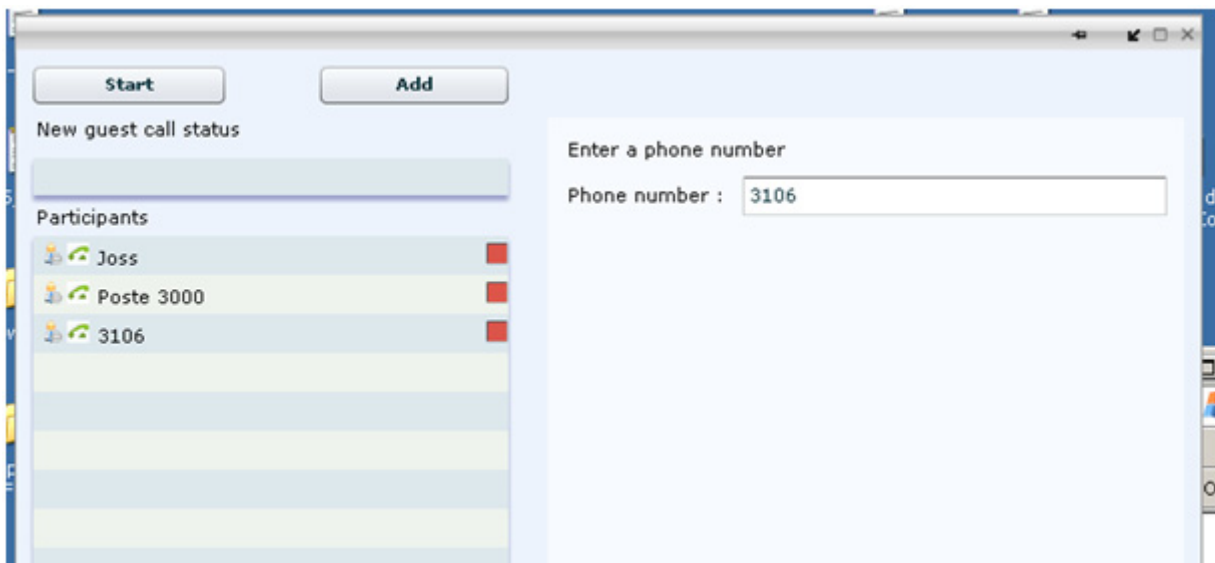 Start
Add
New guest call status
Participants
Joss
Poste 3000
3106
Enter a phone number
Phone number :
3106